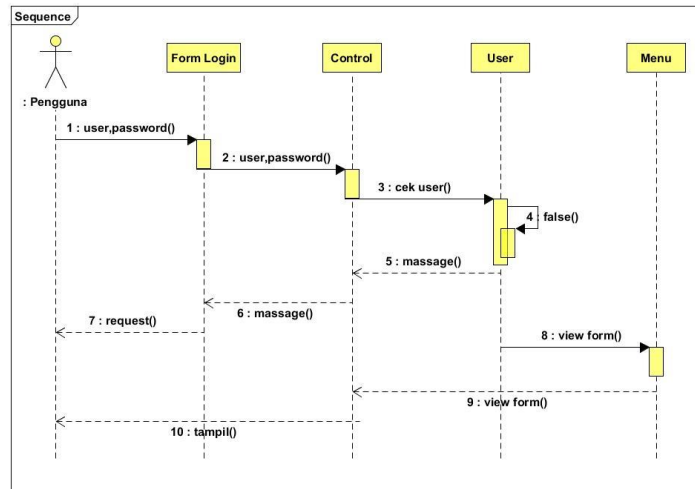 Sequence
Form Login
Control
User
Menu
: Pengguna
1 : user,password()
2 : user,password()
3 : cek user()
4 : false()
5 : massage()
6 : massage()
7 : request()
8 : view form()
9 : view form()
10 : tampil()